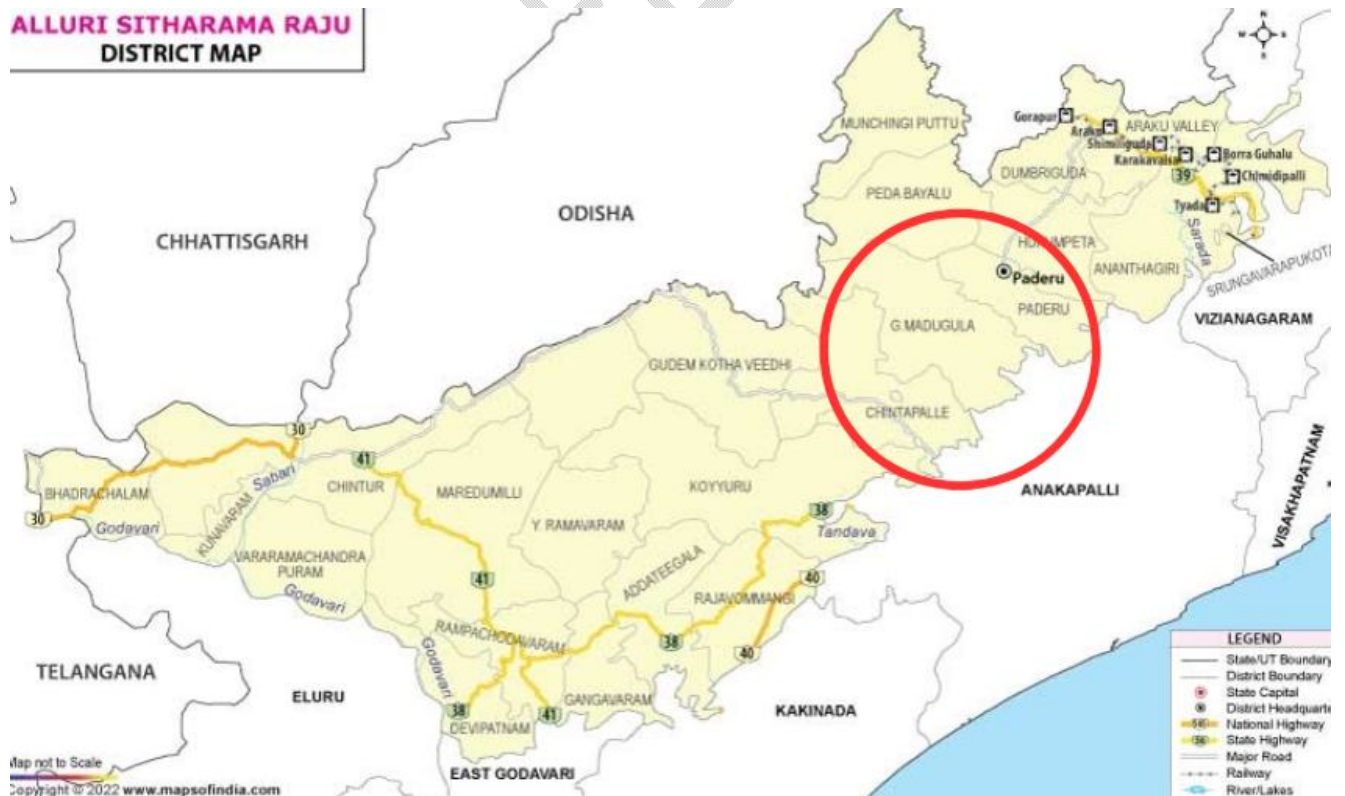 ALLURI SITHARAMA RAJU
DISTRICT MAP
N
W
E
S
MUNCHINGI PUTTU
Gorapur
Araku
ARAKU VALLEY
Shimiliguda
Karakavalsa
Borra Guhalu
39
Chimidipalli
DUMBRIGUDA
PEDA BAYALU
Tyada
ODISHA
CHHATTISGARH
HUKUMPETA
Sarada
ANANTHAGIRI
SRUNGAVARAPUKOTA
Paderu
PADERU
VIZIANAGARAM
G.MADUGULA
GUDEM KOTHA VEEDHI
CHINTAPALLE
30
41
BHADRACHALAM
Sabari
CHINTUR
MAREDUMILLI
KOYYURU
ANAKAPALLI
VISAKHAPATNAM
30
Godavari
KUNAVARAM
Y. RAMAVARAM
38
Tandava
VARARAMACHANDRA
PURAM
ADDATEEGALA
41
40
Godavari
RAJAVOMMANGI
RAMPACHODAVARAM
38
40
TELANGANA
Godavari
ELURU
GANGAVARAM
KAKINADA
38
41
DEVIPATNAM
EAST GODAVARI
LEGEND
State/UT Boundary
District Boundary
State Capital
District Headquarte
National Highway
State Highway
Major Road
Railway
River/Lakes
Map not to Scale
Copyright © 2022 www.mapsofindia.com